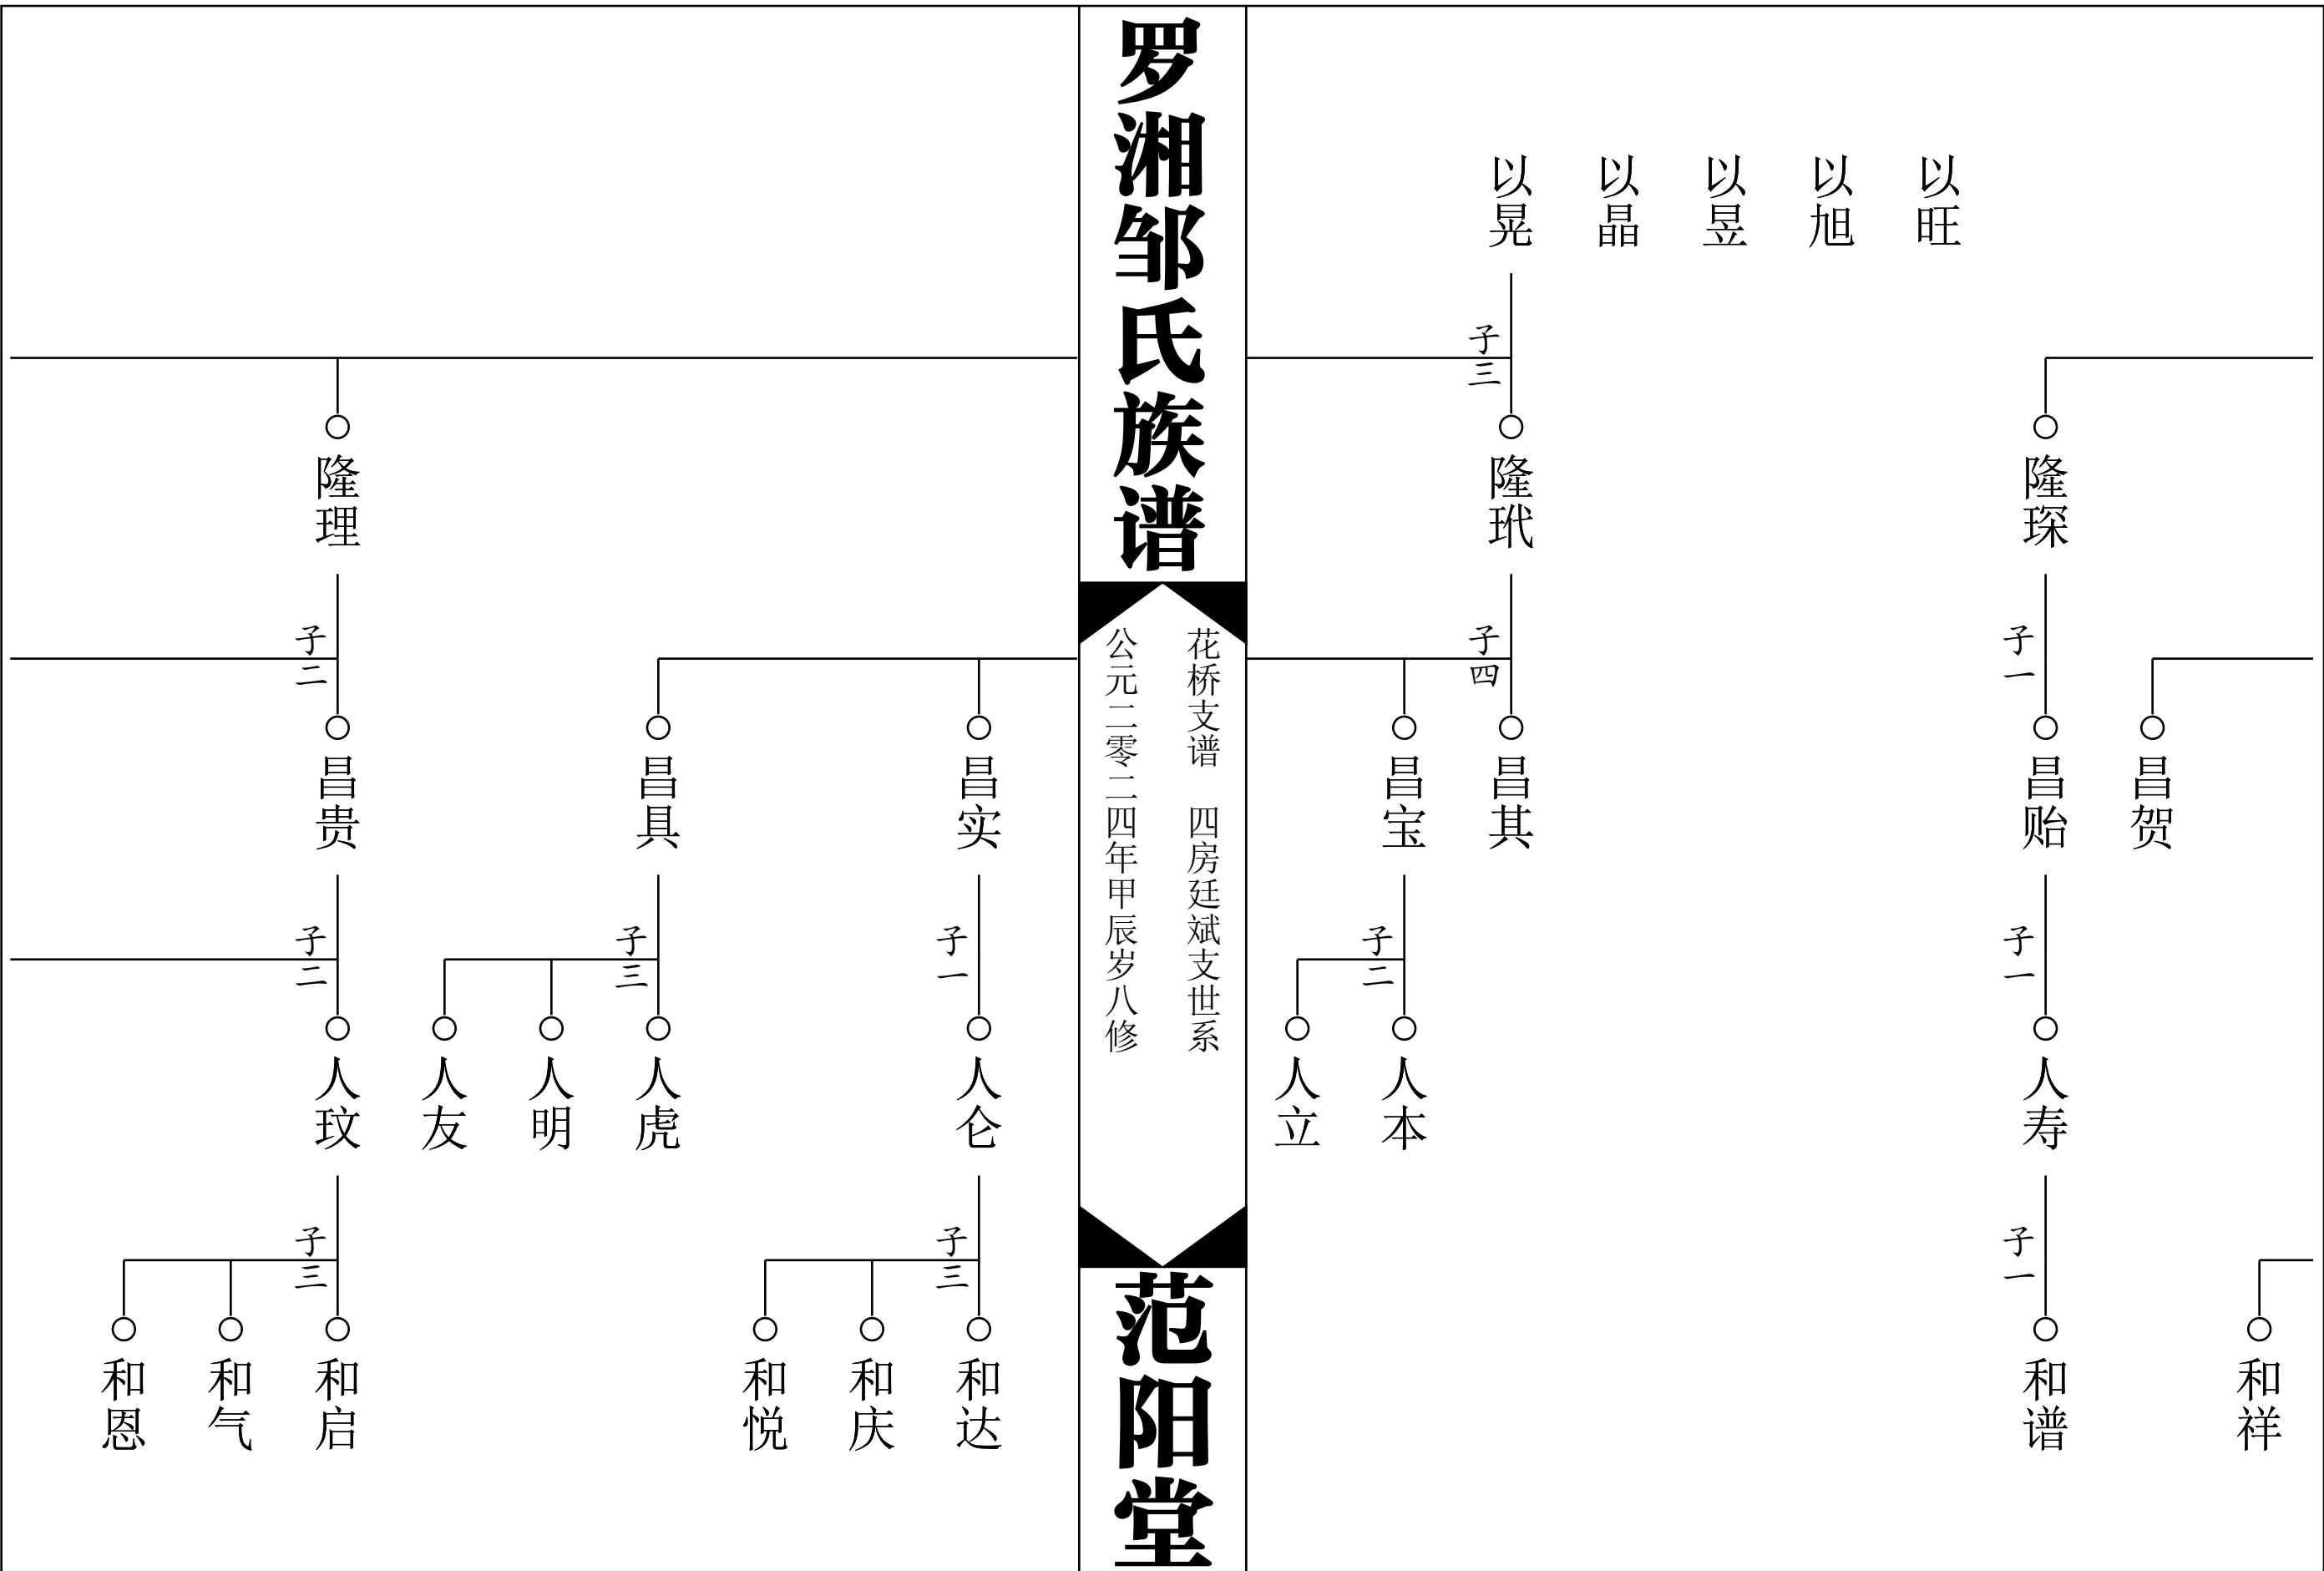 以旺
以旭
以昱
以晶
以晃
子三
隆琛
隆玳
子一
子四
昌贺
昌贻
昌其
昌宝
子一
子二
人寿
人本
人立
子一
和祥
和谱
罗湘邹氏族谱
花桥支谱 四房廷斌支世系
公元二零二四年甲辰岁八修
范阳堂
隆理
子二
昌实
昌具
昌贵
子一
子三
子二
人仑
人虎
人明
人友
人玟
子三
子三
和达
和庆
和悦
和启
和气
和恩